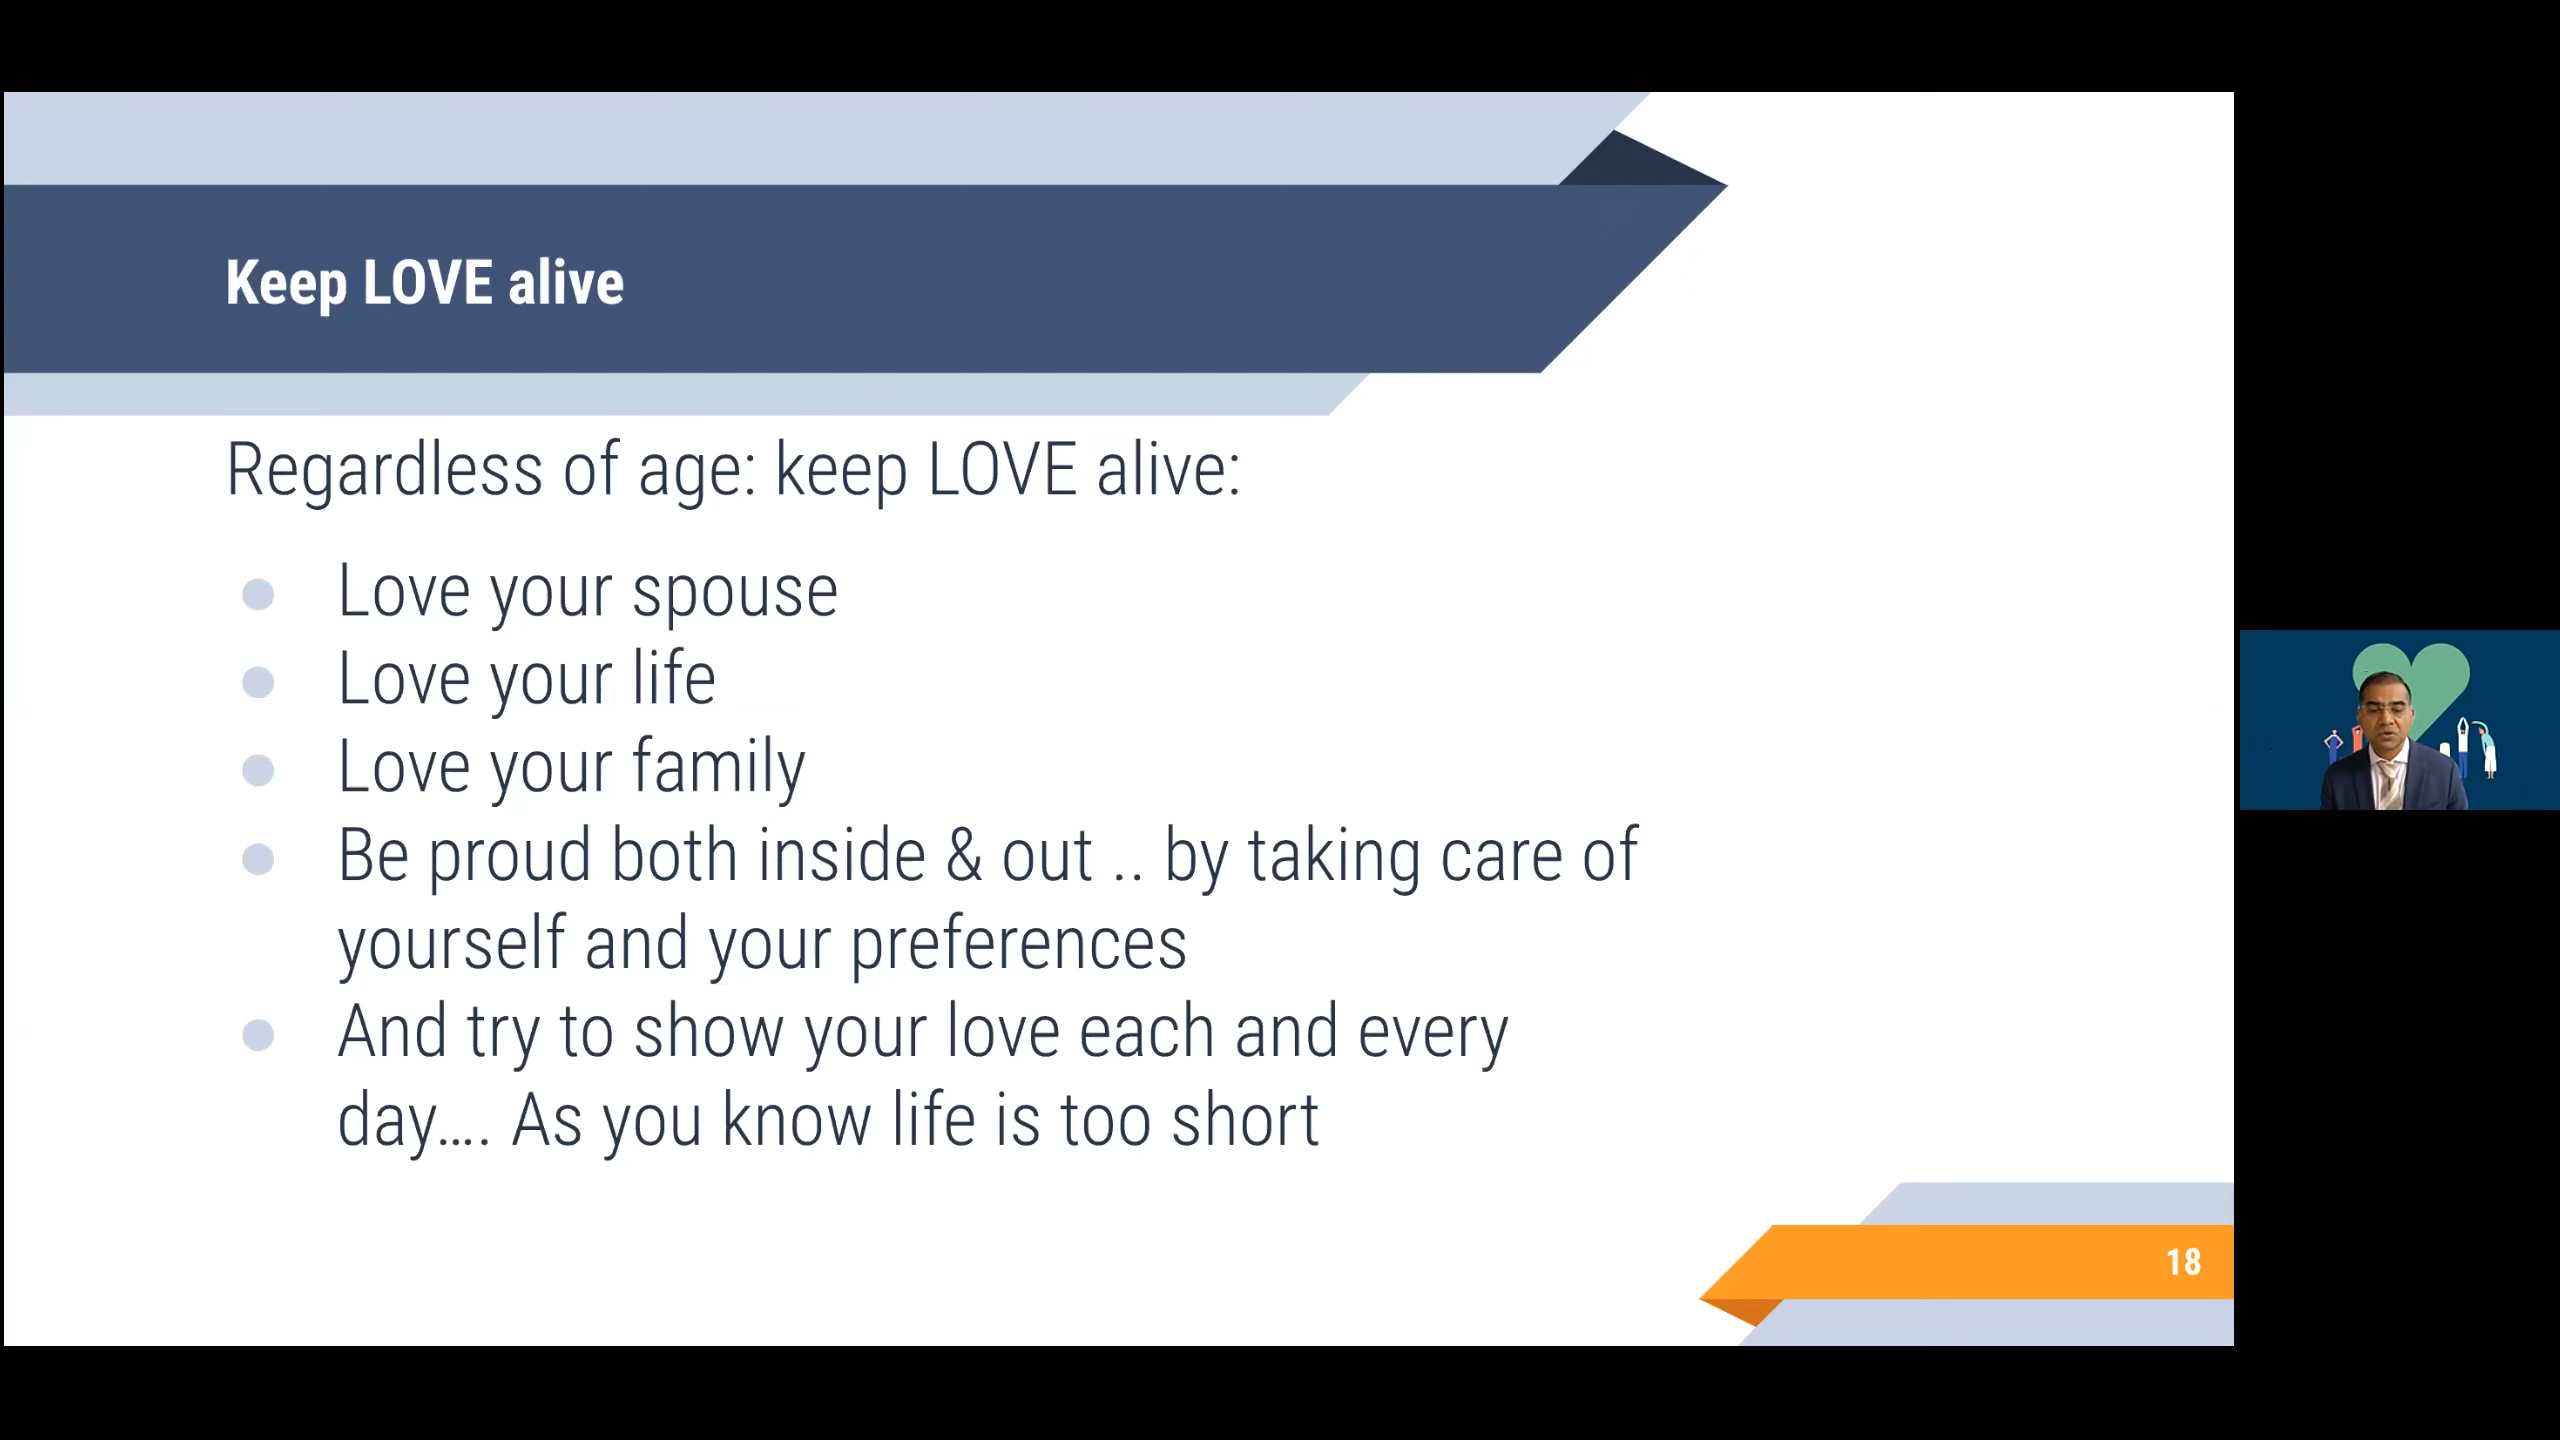 Keep LOVE alive
Regardless of age: keep LOVE alive:
Love your spouse
Love your life
Love your family
Be proud both inside & out .. by taking care of
yourself and your preferences
And try to show your love each and every
day.... As you know life is too short
18